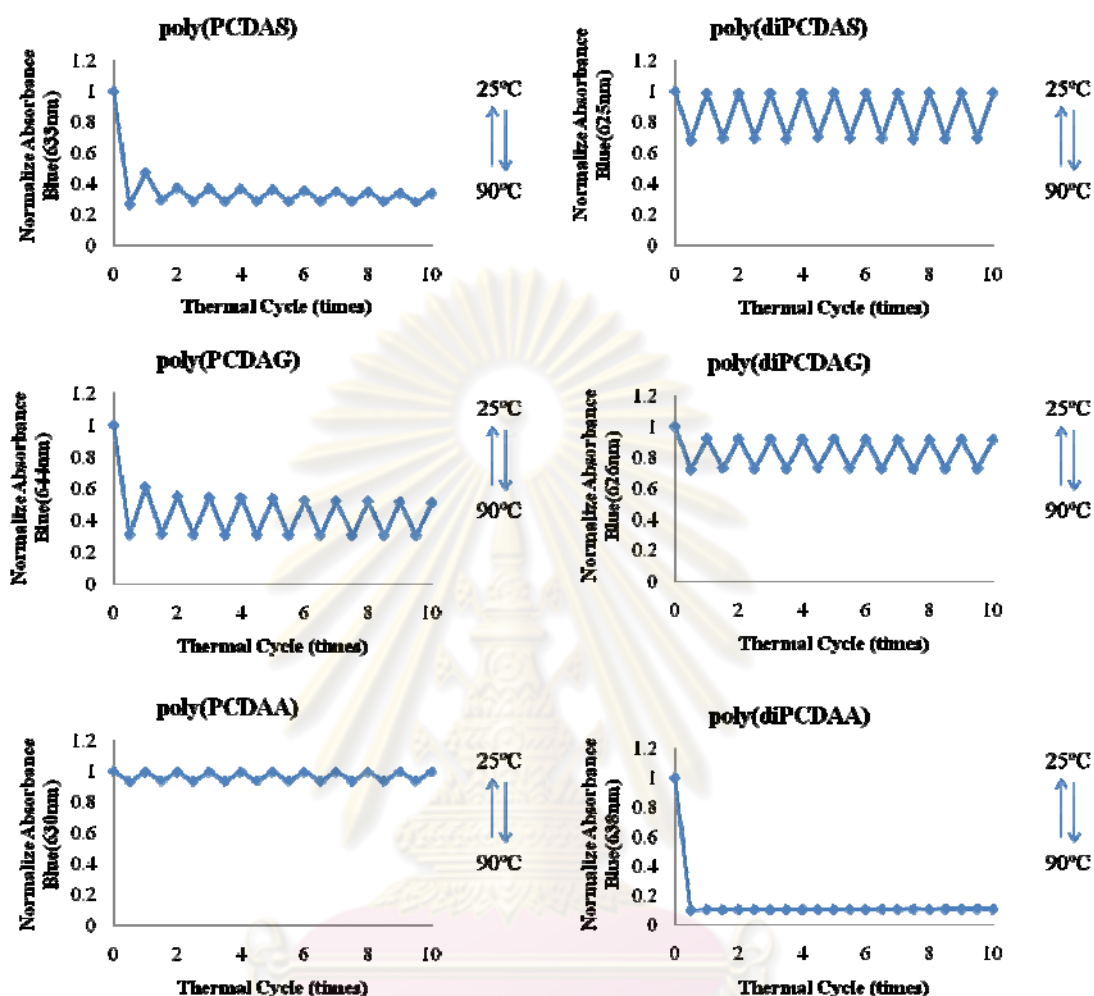 poly(PCDAS)
Normalize Absorbance
Blue(633nm)
1.2
1
0.8
0.6
0.4
0.2
0
0 2 4 6 8 10
Thermal Cycle (times)
25°C
90°C
poly(diPCDAS)
Normalize Absorbance
Blue(625nm)
1.2
1
0.8
0.6
0.4
0.2
0
0 2 4 6 8 10
Thermal Cycle (times)
25°C
90°C
poly(PCDAG)
Normalize Absorbance
Blue(644nm)
1.2
1
0.8
0.6
0.4
0.2
0
0 2 4 6 8 10
Thermal Cycle (times)
25°C
90°C
poly(diPCDAG)
Normalize Absorbance
Blue(626nm)
1.2
1
0.8
0.6
0.4
0.2
0
0 2 4 6 8 10
Thermal Cycle (times)
25°C
90°C
poly(PCDAA)
Normalize Absorbance
Blue(630nm)
1.2
1
0.8
0.6
0.4
0.2
0
0 2 4 6 8 10
Thermal Cycle (times)
25°C
90°C
poly(diPCDAA)
Normalize Absorbance
Blue(638nm)
1.2
1
0.8
0.6
0.4
0.2
0
0 2 4 6 8 10
Thermal Cycle (times)
25°C
90°C